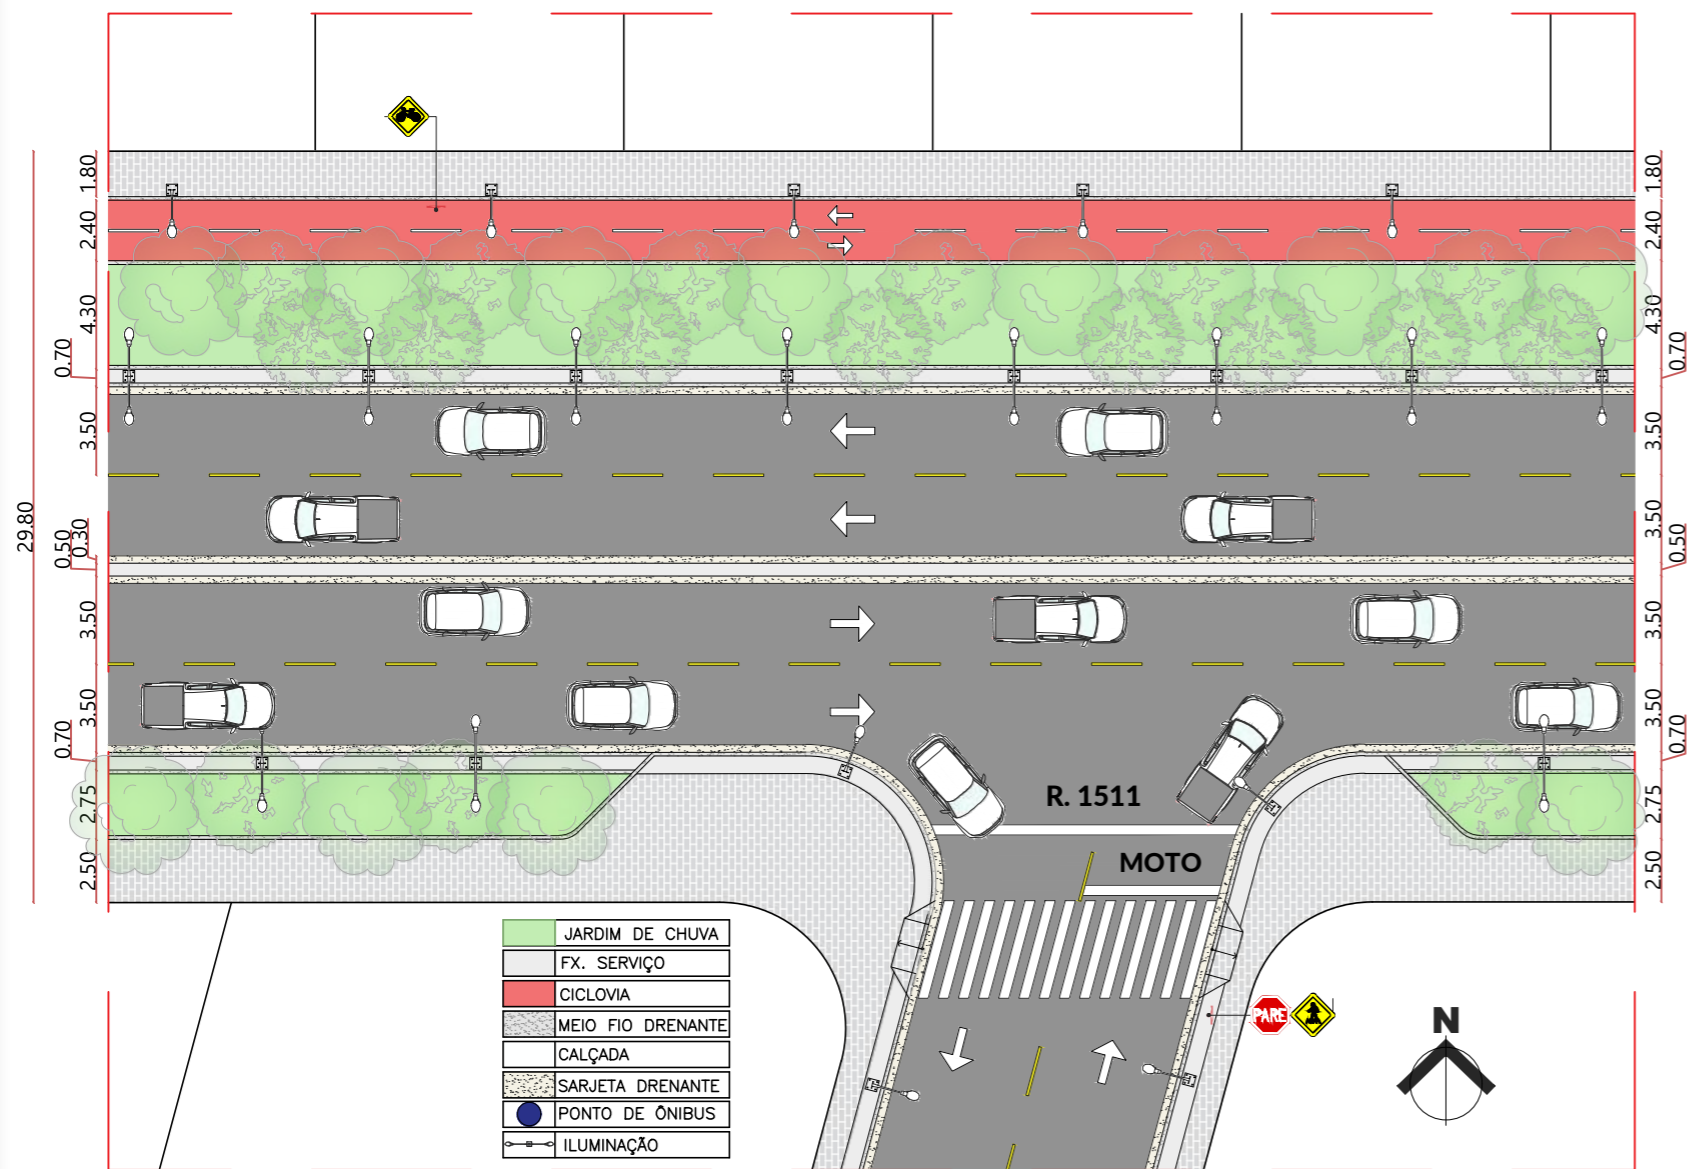 1.80
2.40
4.30
0.70
3.50
29.80
0.50
0.30
3.50
3.50
0.70
2.75
2.50
1.80
2.40
4.30
0.70
3.50
3.50
0.50
3.50
3.50
0.70
2.75
2.50
R. 1511
MOTO
PARE
N
JARDIM DE CHUVA
FX. SERVIÇO
CICLOVIA
MEIO FIO DRENANTE
CALÇADA
SARJETA DRENANTE
PONTO DE ÔNIBUS
ILUMINAÇÃO